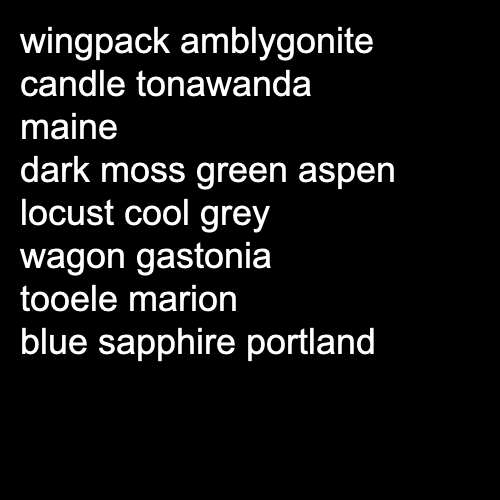 wingpack amblygonite
candle tonawanda
maine
dark moss green aspen
locust cool grey
wagon gastonia
tooele marion
blue sapphire portland